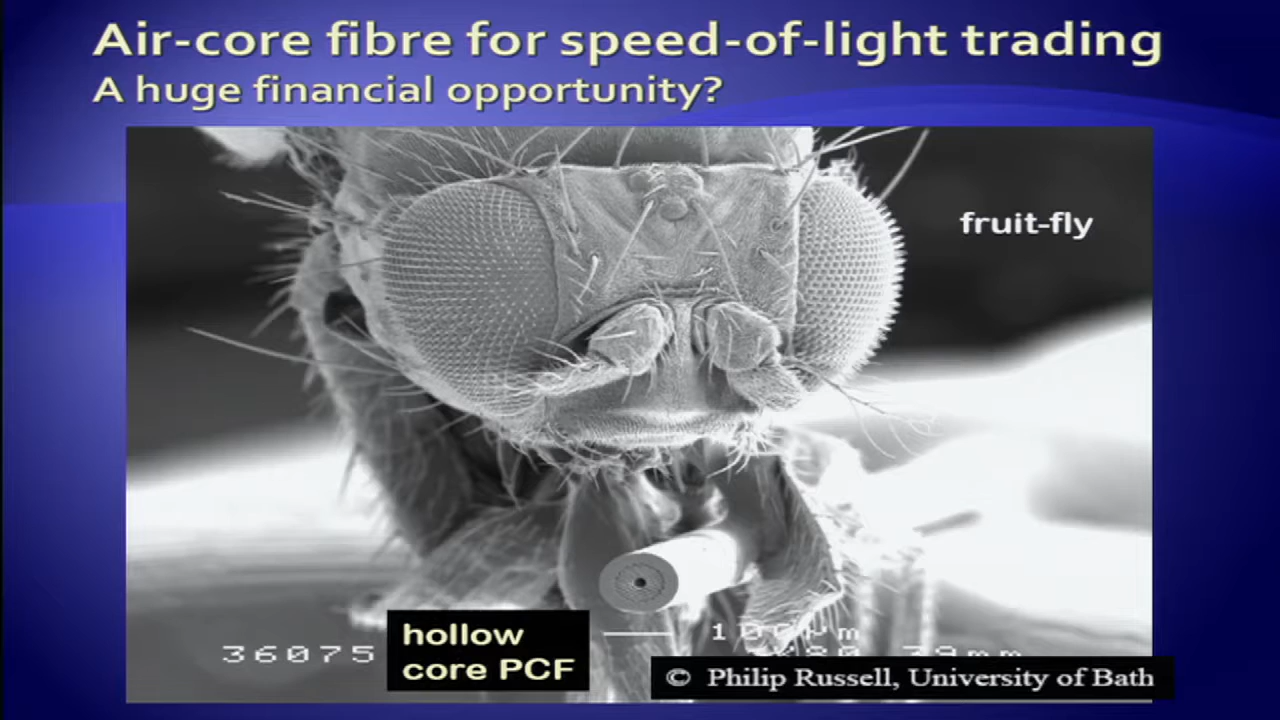 Air-core fibre for speed-of-light trading
A huge financial opportunity?
fruit-fly
hollow
core PCF
36075
© Philip Russell, University of Bath